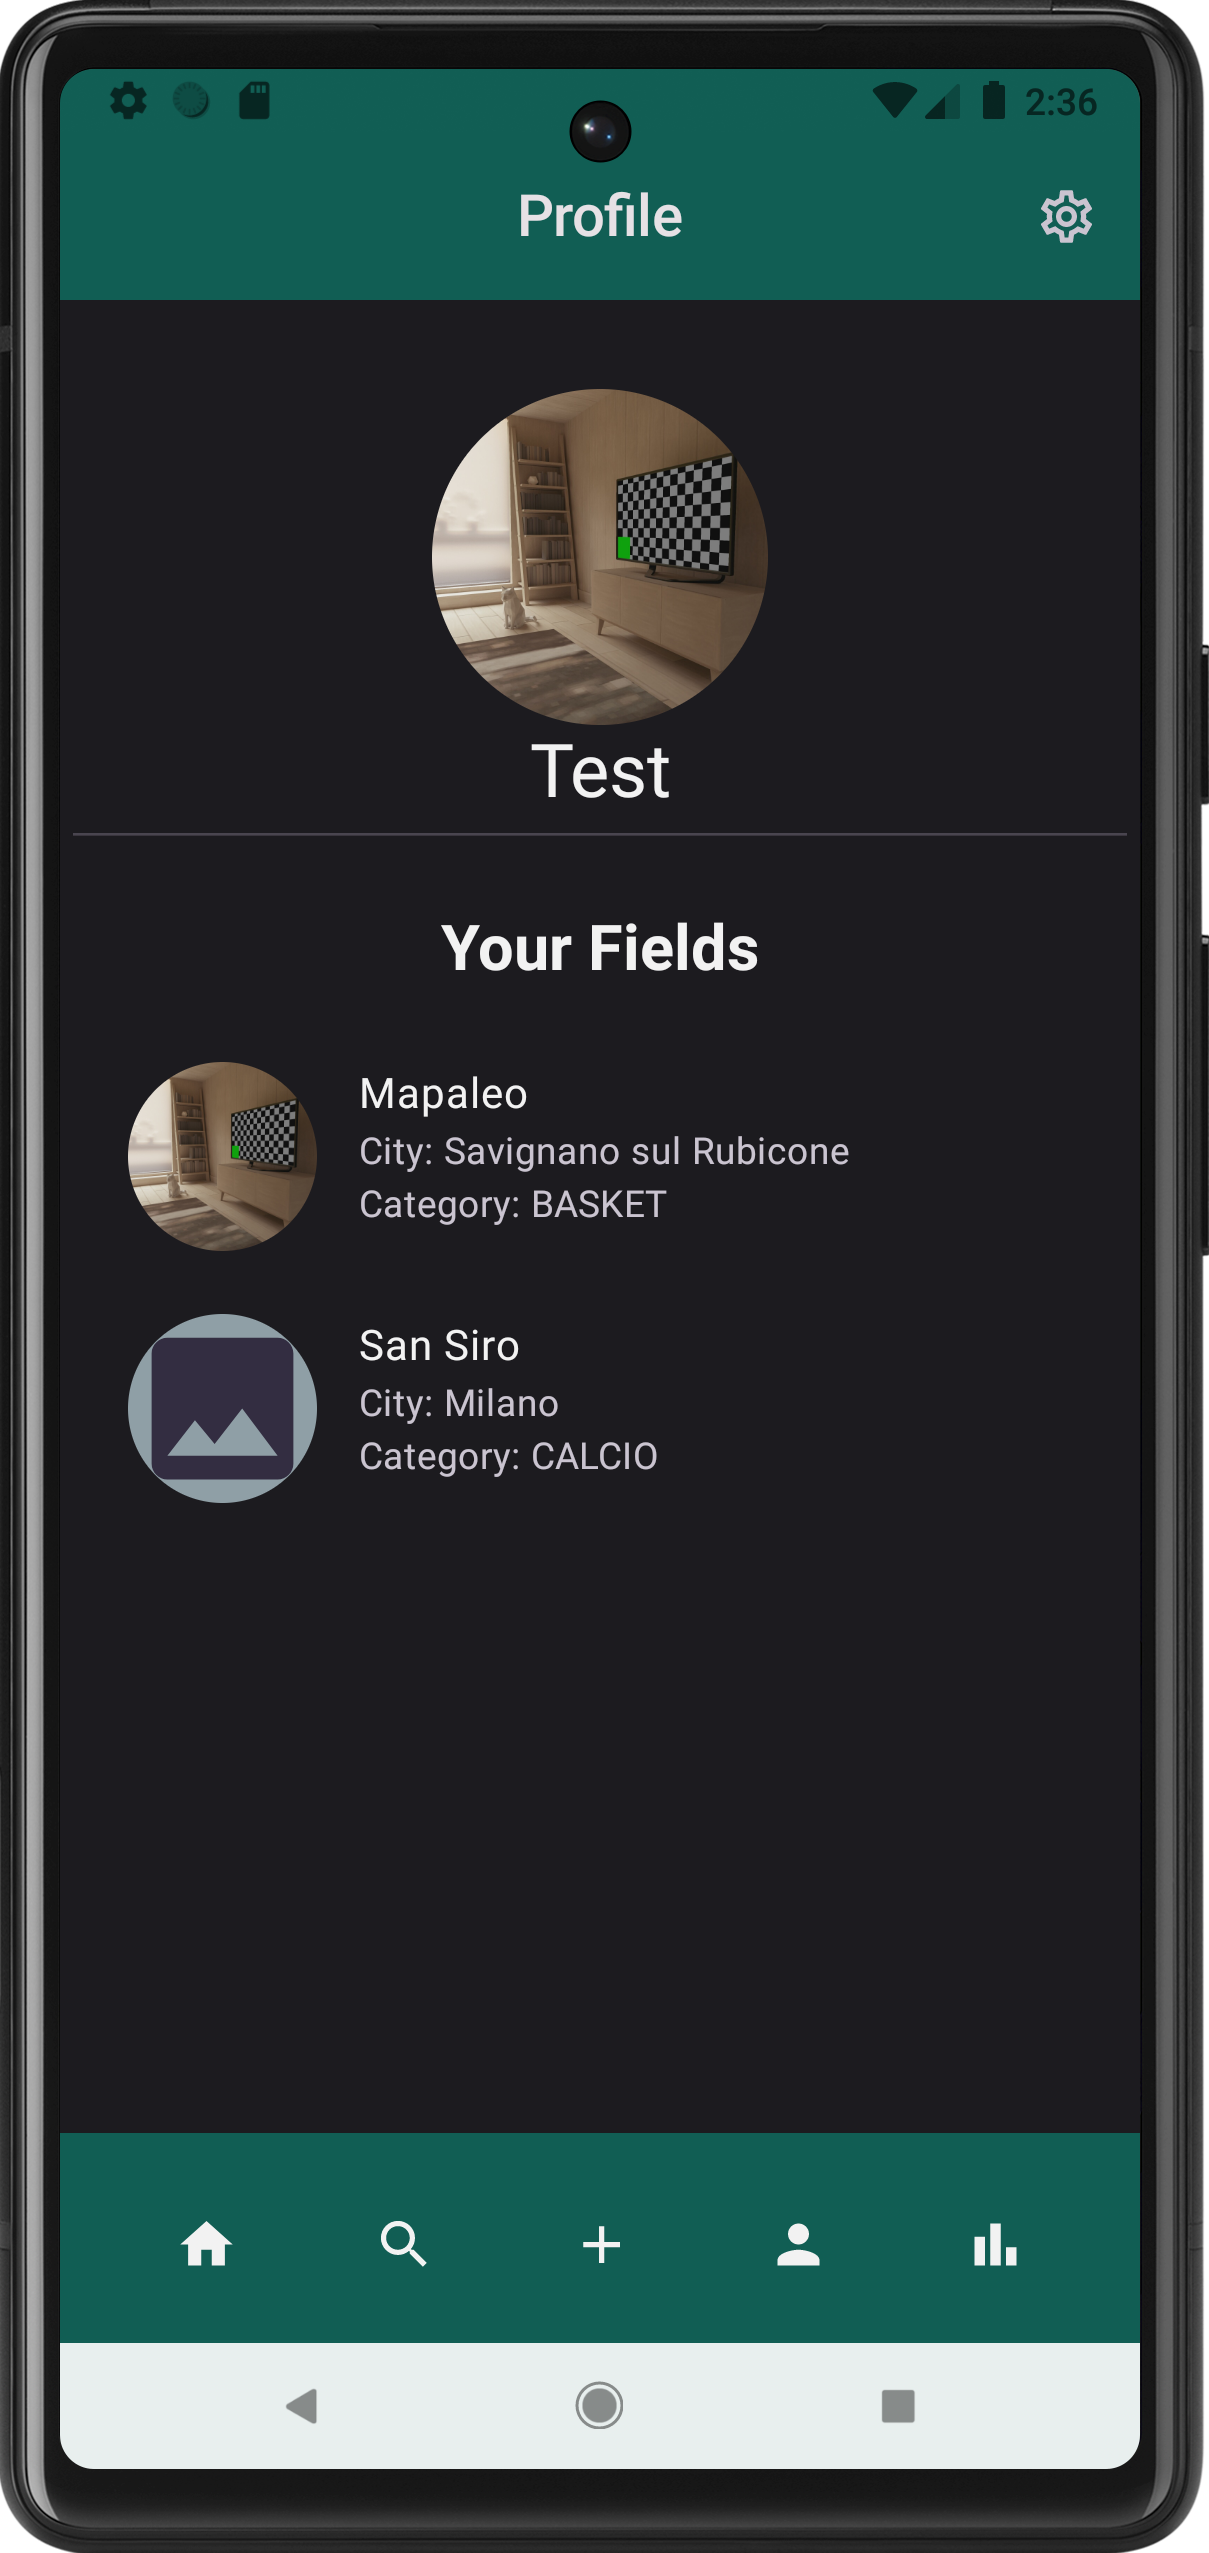 2:36
Profile
Test
Your Fields
Mapaleo
City: Savignano sul Rubicone
Category: BASKET
San Siro
City: Milano
Category: CALCIO